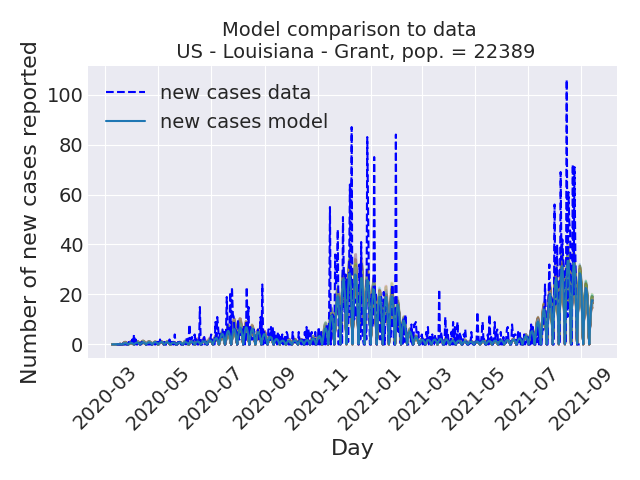 Model comparison to data
US - Louisiana - Grant, pop. = 22389
Number of new cases reported
new cases data
new cases model
100
80
60
40
20
0
2020-03
2020-05
2020-07
2020-09
2020-11
2021-01
2021-03
2021-05
2021-07
2021-09
Day